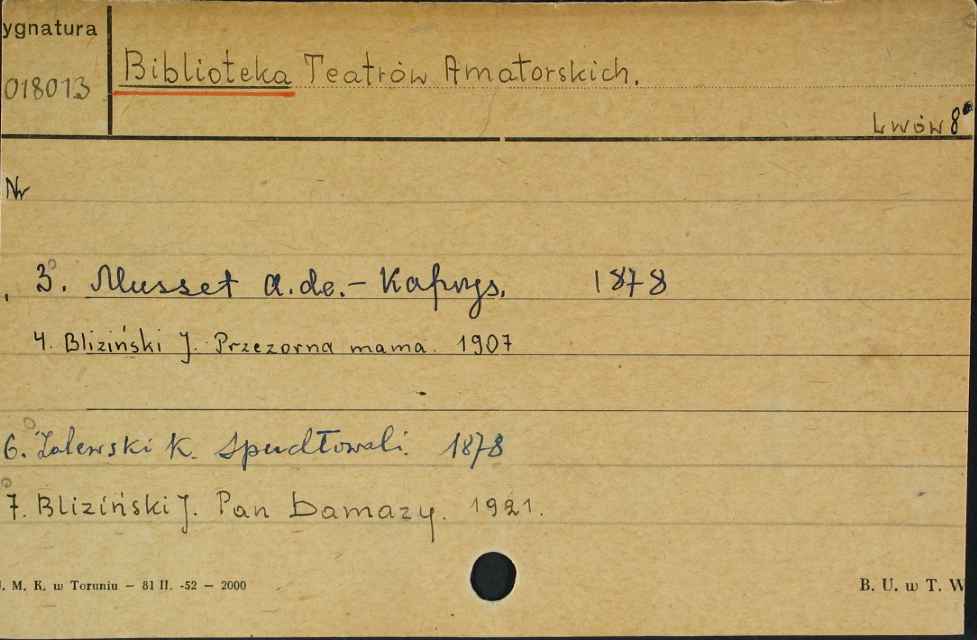 ygnatura
018013
Biblioteka Teatrów Amatorskich.
Lwów 8°
Nr
3. Musset A. de. – Kaprys. 1878
4. Bliziński J. Przezorna mama. 1907
6. Zalewski K. Spudłowali. 1878
7. Bliziński J. Pan Damazy. 1921.
. M. K. w Toruniu — 81 II. -52 — 2000
B. U. w T. W